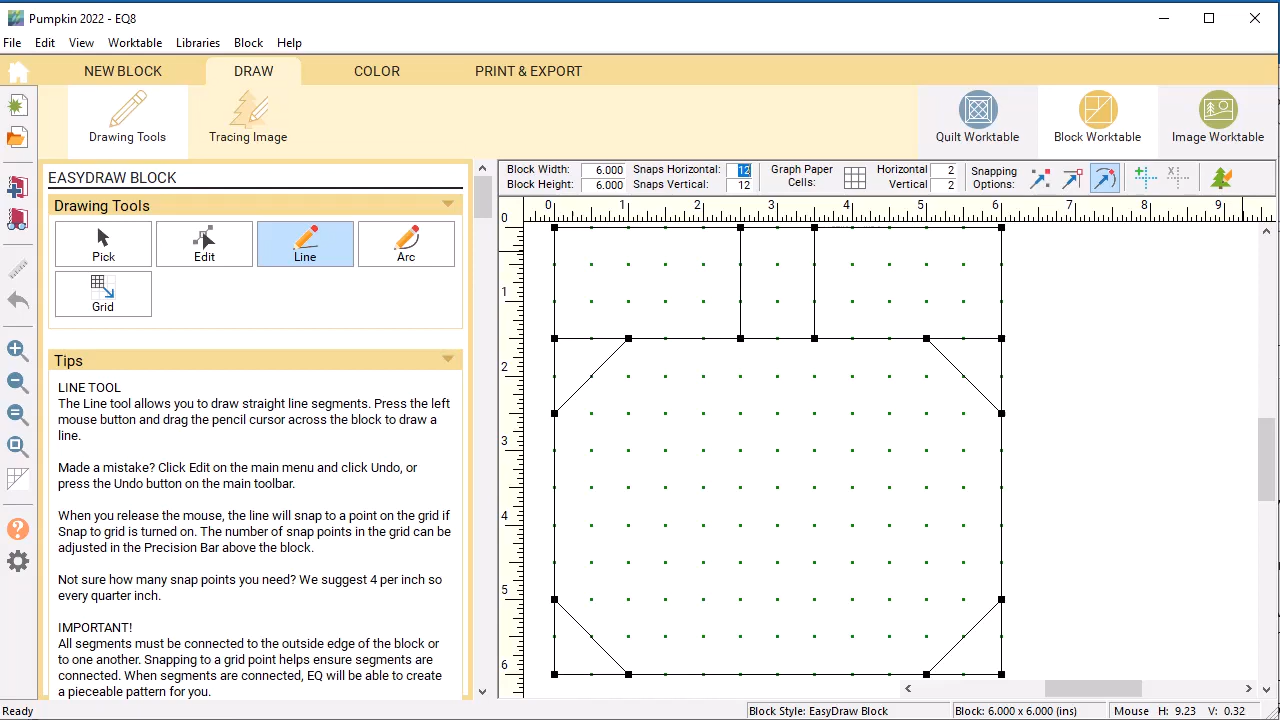 Pumpkin 2022 - EQ8
File Edit View Worktable Libraries Block Help
NEW BLOCK DRAW COLOR PRINT & EXPORT
Drawing Tools Tracing Image Quilt Worktable Block Worktable Image Worktable
EASYDRAW BLOCK
Drawing Tools
Pick Edit Line Arc
Grid
Tips
LINE TOOL
The Line tool allows you to draw straight line segments. Press the left
mouse button and drag the pencil cursor across the block to draw a
line.
Made a mistake? Click Edit on the main menu and click Undo, or
press the Undo button on the main toolbar.
When you release the mouse, the line will snap to a point on the grid if
Snap to grid is turned on. The number of snap points in the grid can be
adjusted in the Precision Bar above the block.
Not sure how many snap points you need? We suggest 4 per inch so
every quarter inch.
IMPORTANT!
All segments must be connected to the outside edge of the block or
to one another. Snapping to a grid point helps ensure segments are
connected. When segments are connected, EQ will be able to create
a pieceable pattern for you.
Block Width: 6.000 Snaps Horizontal: 12 Graph Paper Horizontal 2 Snapping
Block Height: 6.000 Snaps Vertical: 12 Cells: Vertical 2 Options:
0 0 1 2 3 4 5 6 7 8 9
1
2
3
4
5
6
Ready Block Style: EasyDraw Block Block: 6.000 x 6.000 (ins) Mouse H: 9.23 V: 0.32